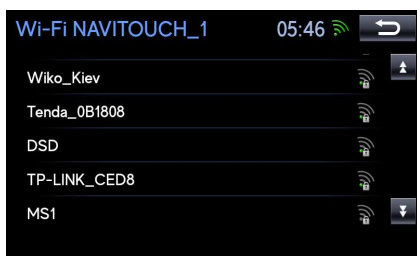 Wi-Fi NAVITOUCH_1 05:46
Wiko_Kiev
Tenda_0B1808
DSD
TP-LINK_CED8
MS1